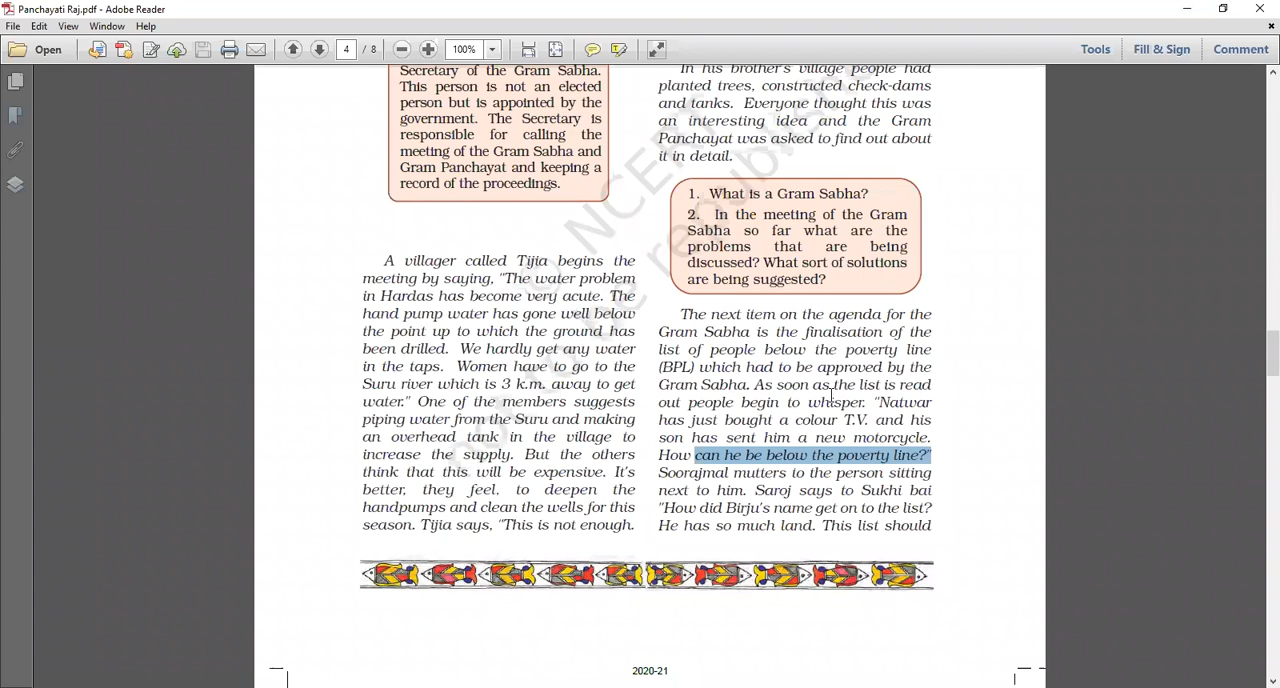 Panchayati Raj.pdf - Adobe Reader
File Edit View Window Help
Open 4 / 8 100% Tools Fill & Sign Comment
Secretary of the Gram Sabha.
This person is not an elected
person but is appointed by the
government. The Secretary is
responsible for calling the
meeting of the Gram Sabha and
Gram Panchayat and keeping a
record of the proceedings.
A villager called Tijia begins the
meeting by saying, "The water problem
in Hardas has become very acute. The
hand pump water has gone well below
the point up to which the ground has
been drilled. We hardly get any water
in the taps. Women have to go to the
Suru river which is 3 k.m. away to get
water." One of the members suggests
piping water from the Suru and making
an overhead tank in the village to
increase the supply. But the others
think that this will be expensive. It's
better, they feel, to deepen the
handpumps and clean the wells for this
season. Tijia says, "This is not enough.
In his brother's village people had
planted trees, constructed check-dams
and tanks. Everyone thought this was
an interesting idea and the Gram
Panchayat was asked to find out about
it in detail.
1. What is a Gram Sabha?
2. In the meeting of the Gram
Sabha so far what are the
problems that are being
discussed? What sort of solutions
are being suggested?
The next item on the agenda for the
Gram Sabha is the finalisation of the
list of people below the poverty line
(BPL) which had to be approved by the
Gram Sabha. As soon as the list is read
out people begin to whisper. "Natwar
has just bought a colour T.V. and his
son has sent him a new motorcycle.
How can he be below the poverty line?"
Soorajmal mutters to the person sitting
next to him. Saroj says to Sukhi bai
"How did Birju's name get on to the list?
He has so much land. This list should
© NCERT
not to be republished
2020-21